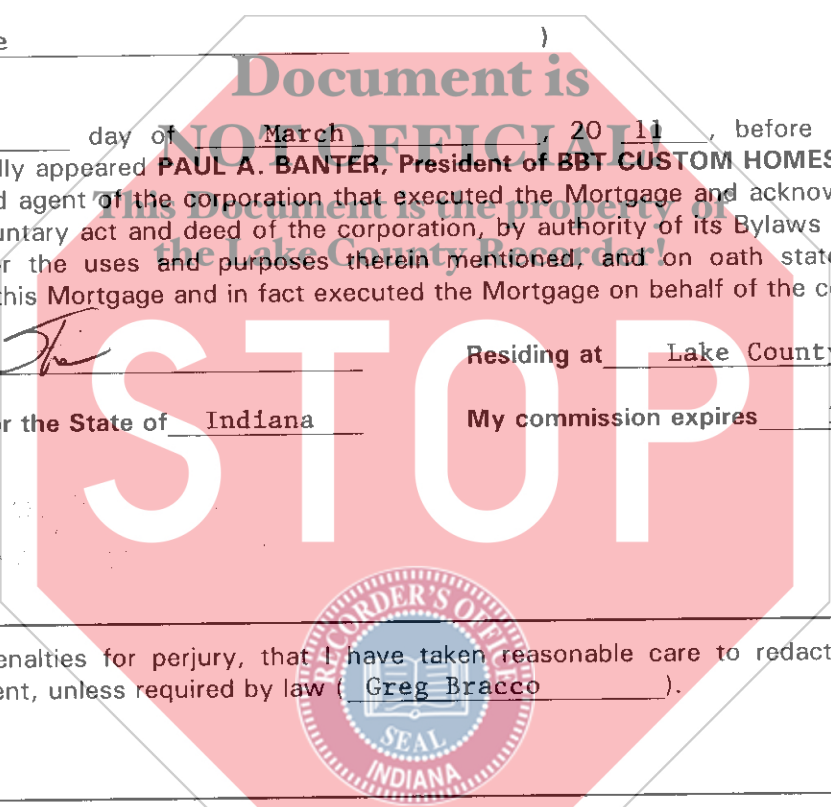 e )
Document is
day of March, 20 11, before
NOT OFFICIAL!
lly appeared PAUL A. BANTER, President of BBT CUSTOM HOMES
d agent of the corporation that executed the Mortgage and acknow
This Document is the property of
untary act and deed of the corporation, by authority of its Bylaws
the Lake County Recorder!
r the uses and purposes therein mentioned, and on oath state
this Mortgage and in fact executed the Mortgage on behalf of the c
STOP
Residing at Lake County
r the State of Indiana My commission expires
RECORDER'S OFFICE
enalties for perjury, that I have taken reasonable care to redact
ent, unless required by law ( Greg Bracco ).
SEAL
INDIANA